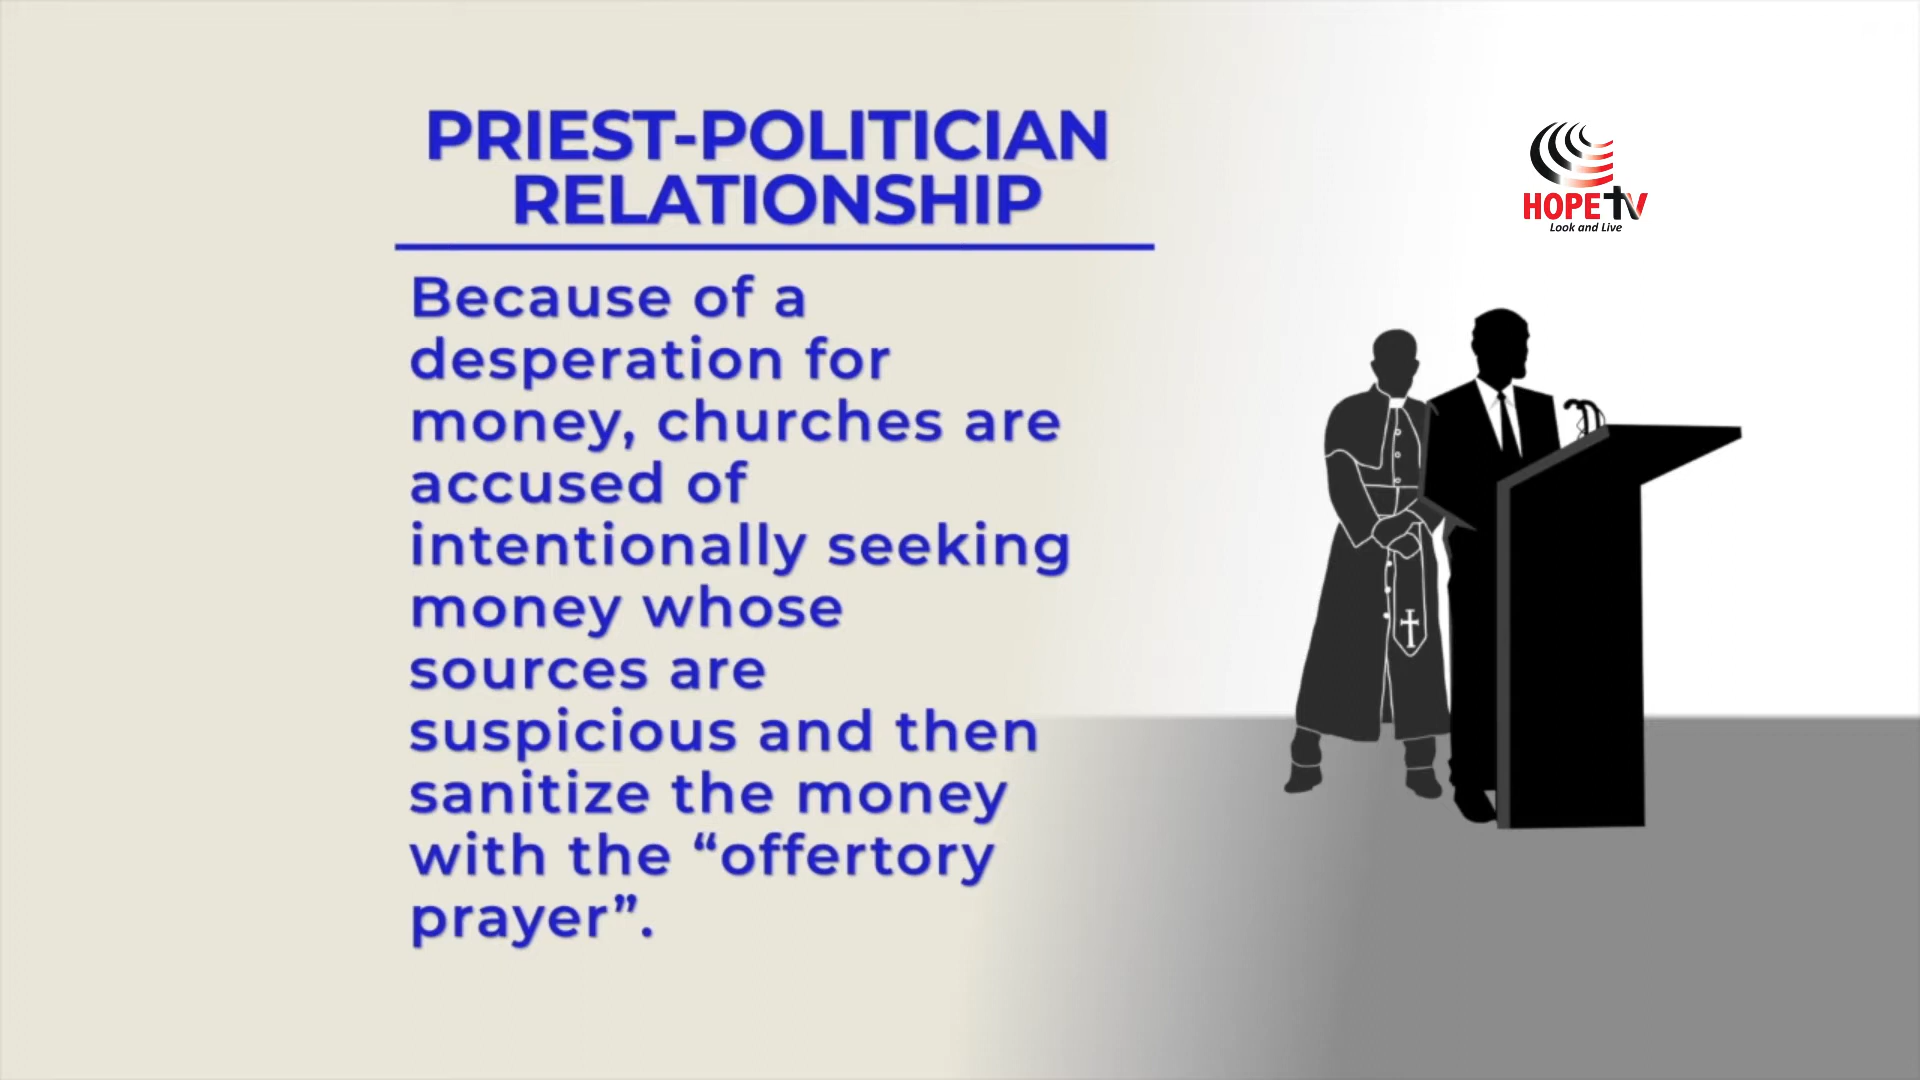 PRIEST-POLITICIAN
RELATIONSHIP
Because of a
desperation for
money, churches are
accused of
intentionally seeking
money whose
sources are
suspicious and then
sanitize the money
with the “offertory
prayer”.
HOPE TV
Look and Live